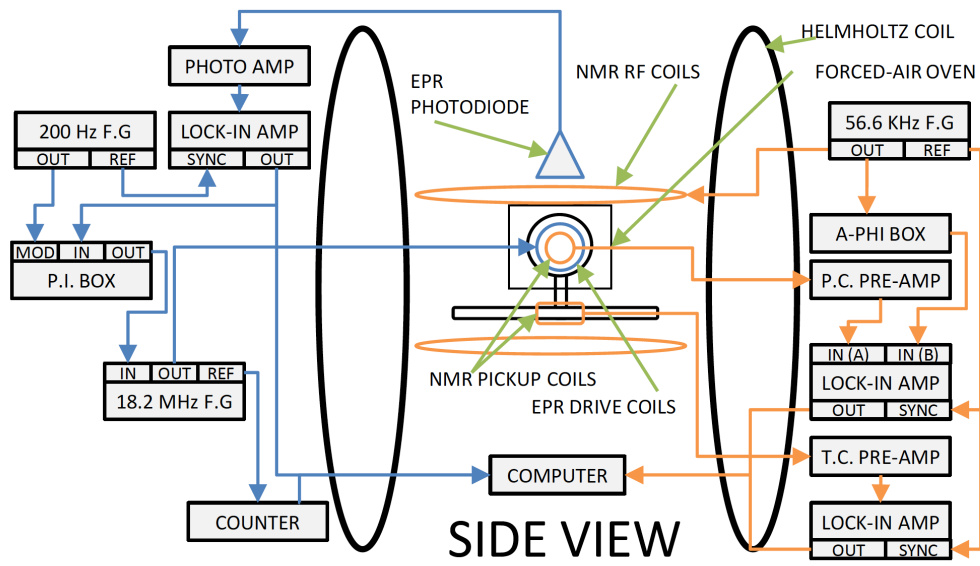 HELMHOLTZ COIL
PHOTO AMP
EPR
PHOTODIODE
NMR RF COILS
FORCED-AIR OVEN
200 Hz F.G
OUT REF
LOCK-IN AMP
SYNC OUT
56.6 KHz F.G
OUT REF
MOD IN OUT
P.I. BOX
A-PHI BOX
P.C. PRE-AMP
IN (A) IN (B)
LOCK-IN AMP
OUT SYNC
IN OUT REF
18.2 MHz F.G
NMR PICKUP COILS
EPR DRIVE COILS
T.C. PRE-AMP
COMPUTER
COUNTER
LOCK-IN AMP
OUT SYNC
SIDE VIEW